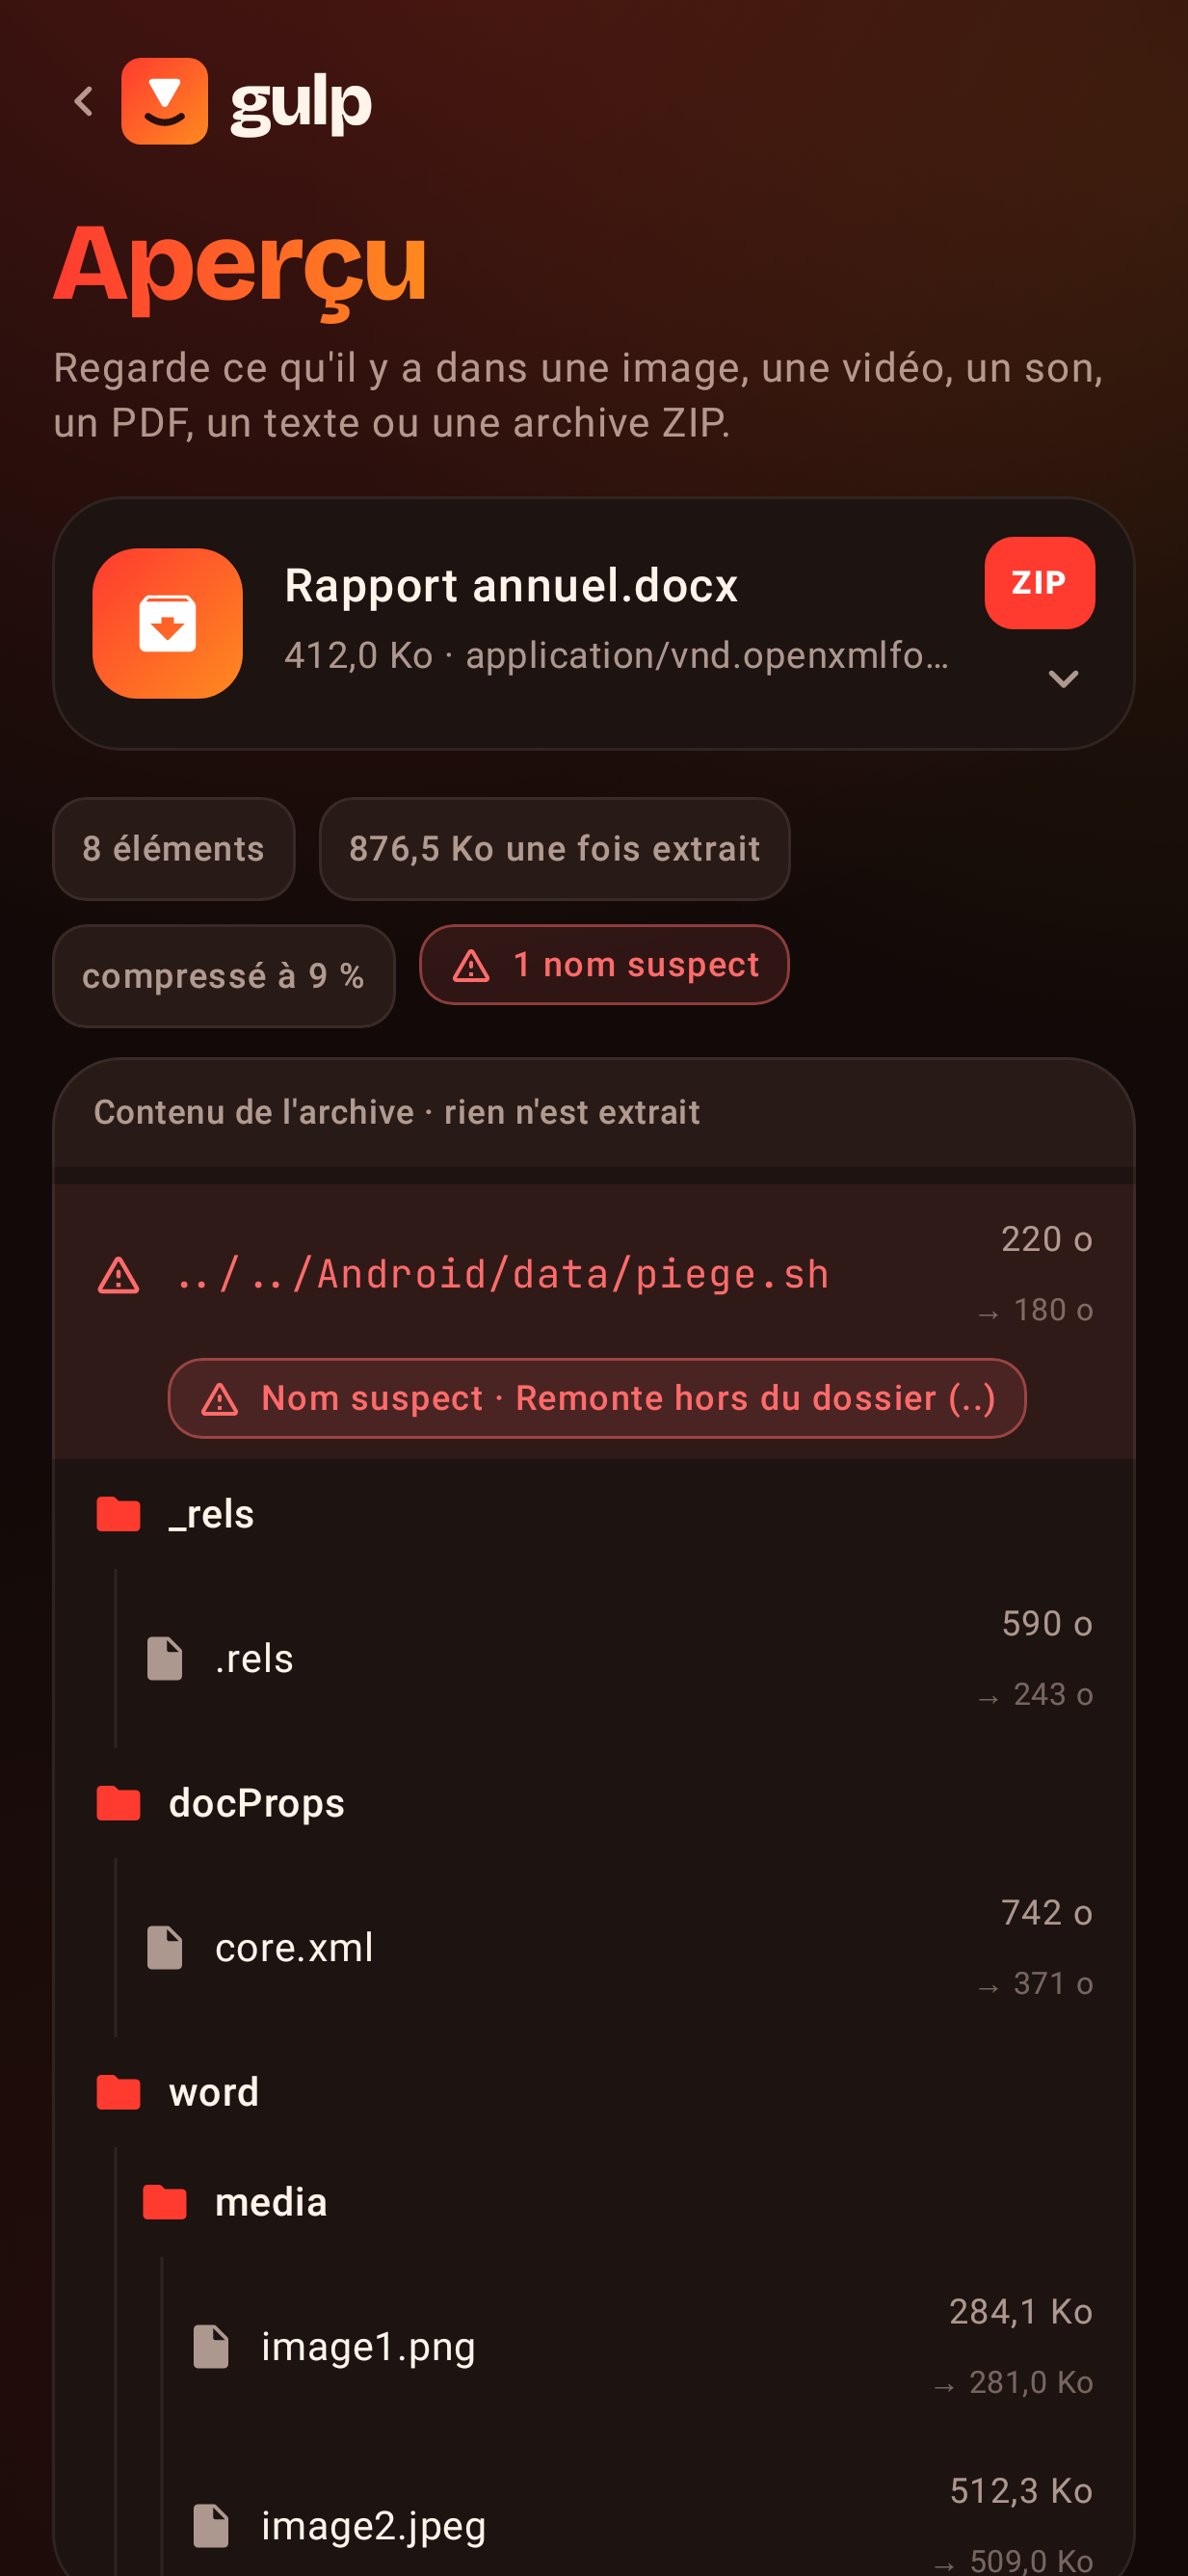 gulp
Aperçu
Regarde ce qu'il y a dans une image, une vidéo, un son,
un PDF, un texte ou une archive ZIP.
Rapport annuel.docx
ZIP
412,0 Ko · application/vnd.openxmlfo…
8 éléments
876,5 Ko une fois extrait
compressé à 9 %
1 nom suspect
Contenu de l'archive · rien n'est extrait
../../Android/data/piege.sh
220 o
→ 180 o
Nom suspect · Remonte hors du dossier (..)
_rels
.rels
590 o
→ 243 o
docProps
core.xml
742 o
→ 371 o
word
media
image1.png
284,1 Ko
→ 281,0 Ko
image2.jpeg
512,3 Ko
→ 509,0 Ko